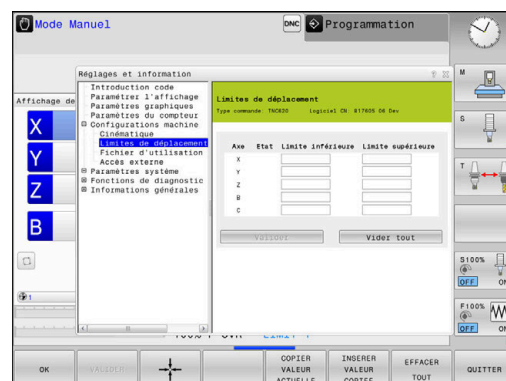 Mode Manuel
DNC
Programmation
Réglages et information
Introduction code
Paramétrer l'affichage
Paramètres graphiques
Paramètres du compteur
Configurations machine
Cinématique
Limites de déplacement
Fichier d'utilisation
Accès externe
Paramètres système
Fonctions de diagnostic
Informations générales
Limites de déplacement
Type commande: TNC620 logiciel CN: 817605 06 Dev
Axe Etat Limite inférieure Limite supérieure
X
Y
Z
B
C
Valider
Vider tout
Affichage de
X
Y
Z
B
1
M
S
T
S100%
OFF ON
F100%
OFF ON
OK
VALIDER
COPIER VALEUR ACTUELLE
INSERER VALEUR COPIEE
EFFACER TOUT
QUITTER